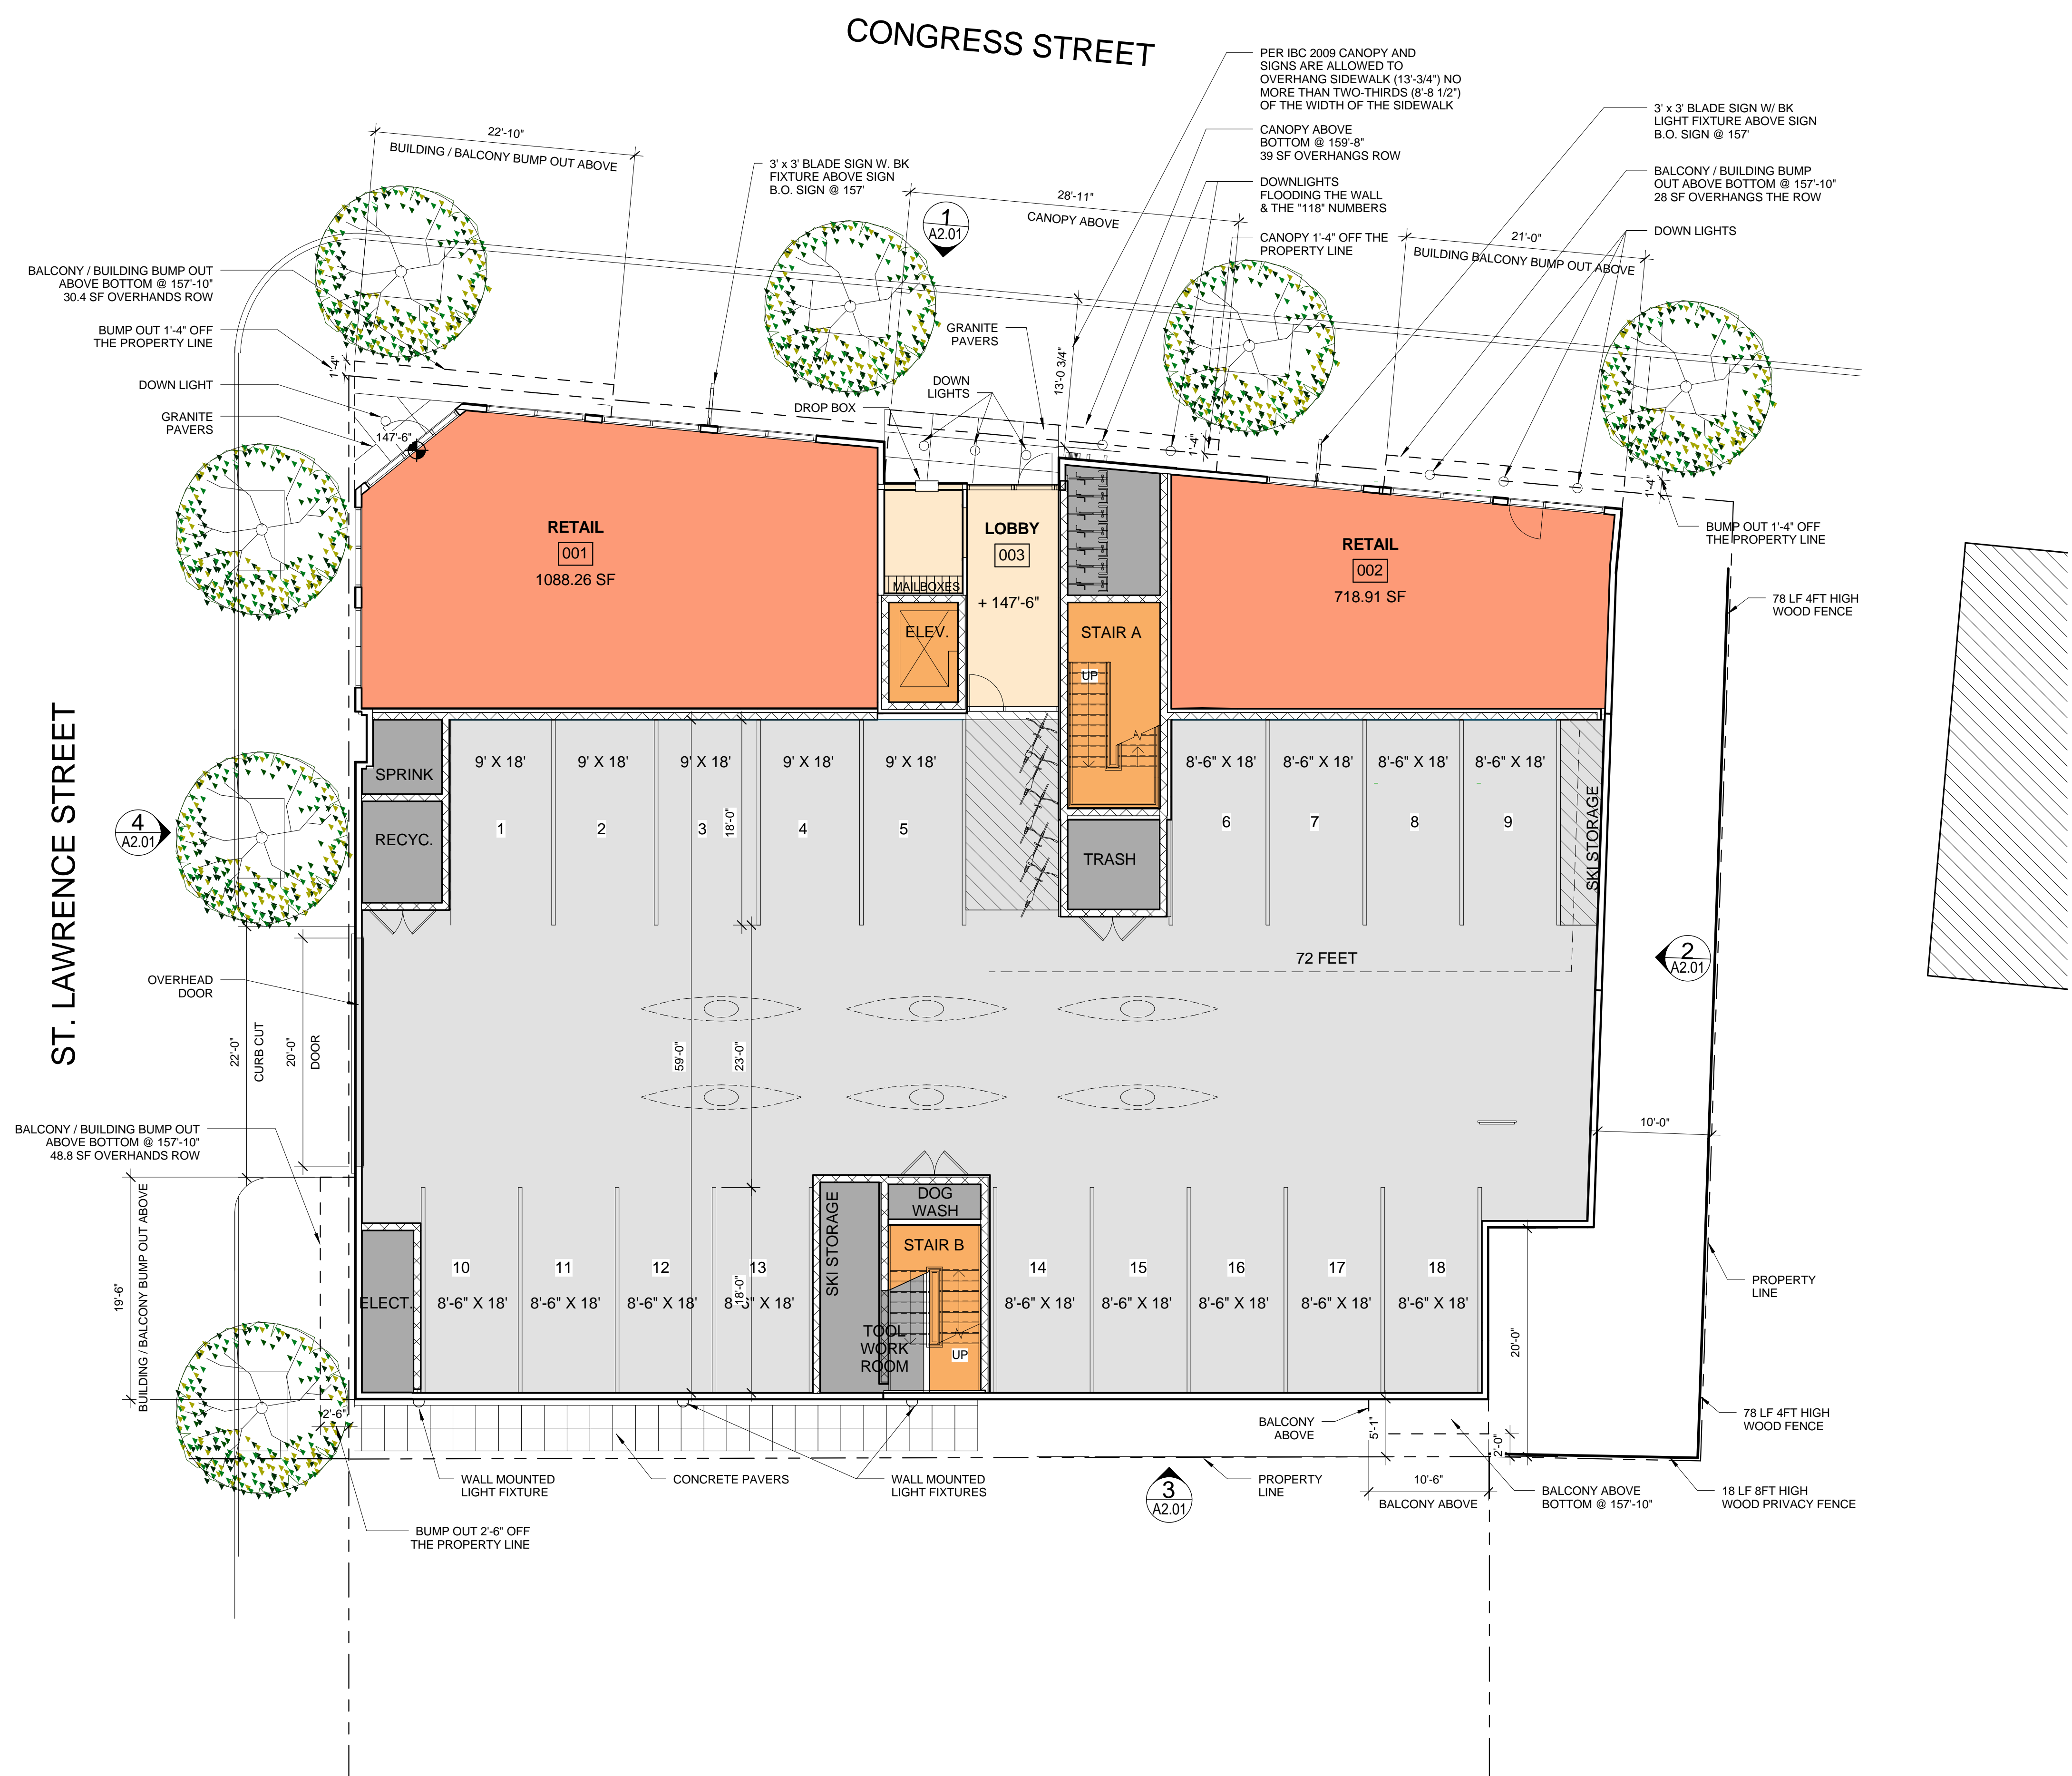 CONGRESS STREET
PER IBC 2009 CANOPY AND
SIGNS ARE ALLOWED TO
OVERHANG SIDEWALK (13'-3/4") NO
MORE THAN TWO-THIRDS (8'-8 1/2")
OF THE WIDTH OF THE SIDEWALK
CANOPY ABOVE
BOTTOM @ 159'-8"
39 SF OVERHANGS ROW
DOWNLIGHTS
FLOODING THE WALL
& THE "118" NUMBERS
CANOPY 1'-4" OFF THE
PROPERTY LINE
3' x 3' BLADE SIGN W/ BK
LIGHT FIXTURE ABOVE SIGN
B.O. SIGN @ 157'
BALCONY / BUILDING BUMP
OUT ABOVE BOTTOM @ 157'-10"
28 SF OVERHANGS THE ROW
DOWN LIGHTS
22'-10"
BUILDING / BALCONY BUMP OUT ABOVE
3' x 3' BLADE SIGN W. BK
FIXTURE ABOVE SIGN
B.O. SIGN @ 157'
1
A2.01
28'-11"
CANOPY ABOVE
21'-0"
BUILDING BALCONY BUMP OUT ABOVE
BALCONY / BUILDING BUMP OUT
ABOVE BOTTOM @ 157'-10"
30.4 SF OVERHANDS ROW
BUMP OUT 1'-4" OFF
THE PROPERTY LINE
1'-4"
DOWN LIGHT
GRANITE
PAVERS
147'-6"
GRANITE
PAVERS
13'-0 3/4"
DOWN
LIGHTS
DROP BOX
1'-4"
1'-4"
BUMP OUT 1'-4" OFF
THE PROPERTY LINE
RETAIL
001
1088.26 SF
LOBBY
003
+ 147'-6"
MAILBOXES
ELEV.
STAIR A
UP
RETAIL
002
718.91 SF
78 LF 4FT HIGH
WOOD FENCE
ST. LAWRENCE STREET
4
A2.01
SPRINK
RECYC.
9' X 18'
9' X 18'
9' X 18'
9' X 18'
9' X 18'
1
2
3
4
5
18'-0"
TRASH
8'-6" X 18'
8'-6" X 18'
8'-6" X 18'
8'-6" X 18'
6
7
8
9
SKI STORAGE
72 FEET
2
A2.01
OVERHEAD
DOOR
22'-0"
CURB CUT
20'-0"
DOOR
59'-0"
23'-0"
10'-0"
BALCONY / BUILDING BUMP OUT
ABOVE BOTTOM @ 157'-10"
48.8 SF OVERHANDS ROW
19'-6"
BUILDING / BALCONY BUMP OUT ABOVE
ELECT.
10
11
12
13
8'-6" X 18'
8'-6" X 18'
8'-6" X 18'
8'-6" X 18'
18'-0"
SKI STORAGE
DOG
WASH
STAIR B
TOOL
WORK
ROOM
UP
14
15
16
17
18
8'-6" X 18'
8'-6" X 18'
8'-6" X 18'
8'-6" X 18'
8'-6" X 18'
20'-0"
PROPERTY
LINE
2'-6"
WALL MOUNTED
LIGHT FIXTURE
CONCRETE PAVERS
WALL MOUNTED
LIGHT FIXTURES
3
A2.01
BALCONY
ABOVE
5'-1"
2'-0"
PROPERTY
LINE
10'-6"
BALCONY ABOVE
BALCONY ABOVE
BOTTOM @ 157'-10"
78 LF 4FT HIGH
WOOD FENCE
18 LF 8FT HIGH
WOOD PRIVACY FENCE
BUMP OUT 2'-6" OFF
THE PROPERTY LINE